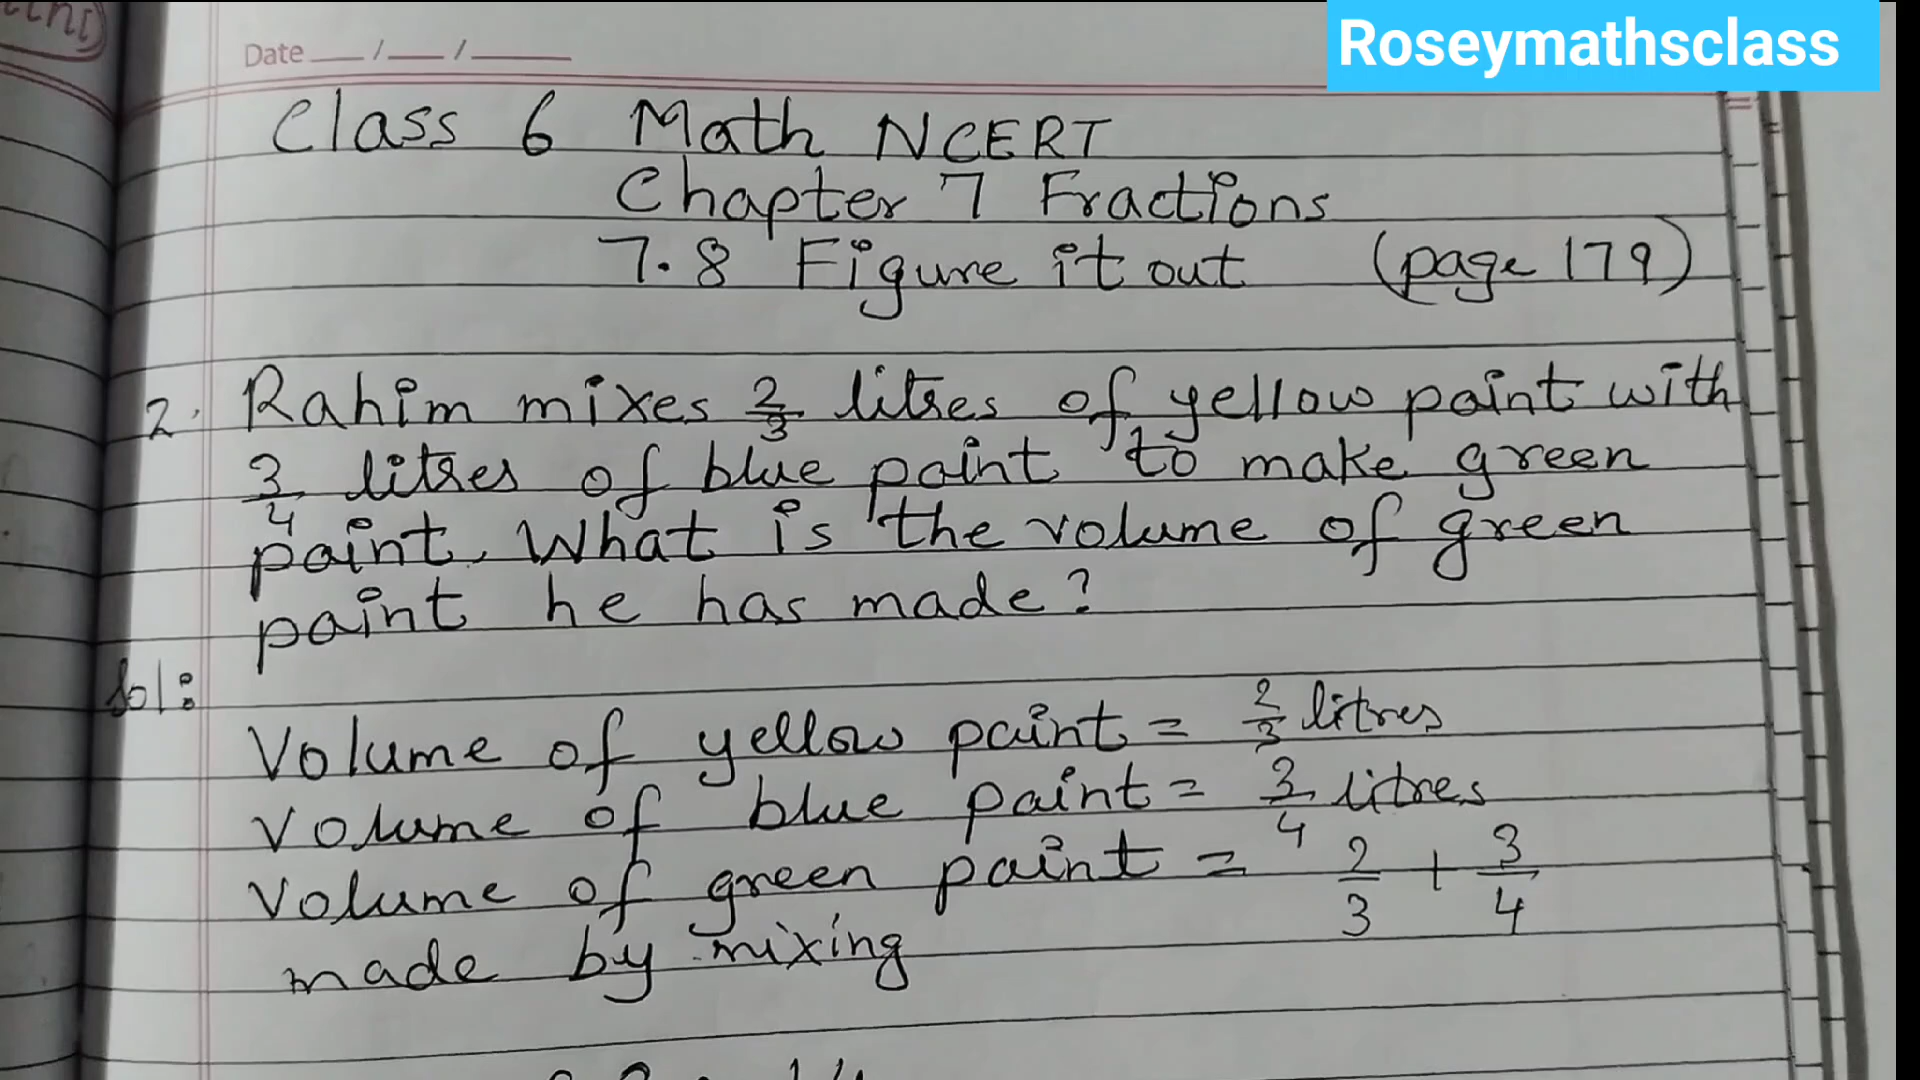 Roseymathsclass
Date __/__/____
Class 6 Math NCERT
Chapter 7 Fractions
7.8 Figure it out (page 179)
2. Rahim mixes 2/3 litres of yellow paint with
3/4 litres of blue paint to make green
paint. What is the volume of green
paint he has made?
Sol:
Volume of yellow paint = 2/3 litres
Volume of blue paint = 3/4 litres
Volume of green paint = 2/3 + 3/4
made by mixing